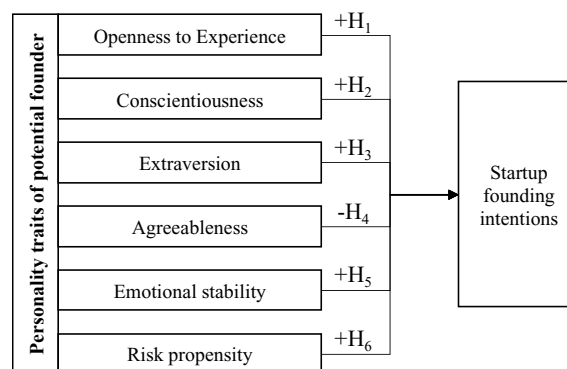 Personality traits of potential founder
Openness to Experience
+H₁
Conscientiousness
+H₂
Extraversion
+H₃
Agreeableness
-H₄
Emotional stability
+H₅
Risk propensity
+H₆
Startup
founding
intentions